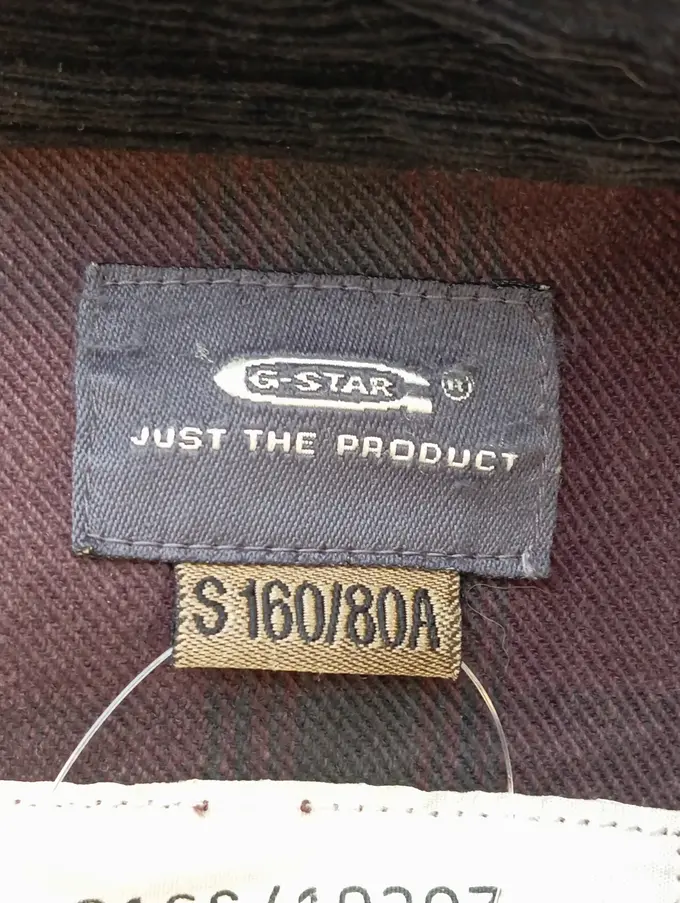 G-STAR ®
JUST THE PRODUCT
S 160/80A